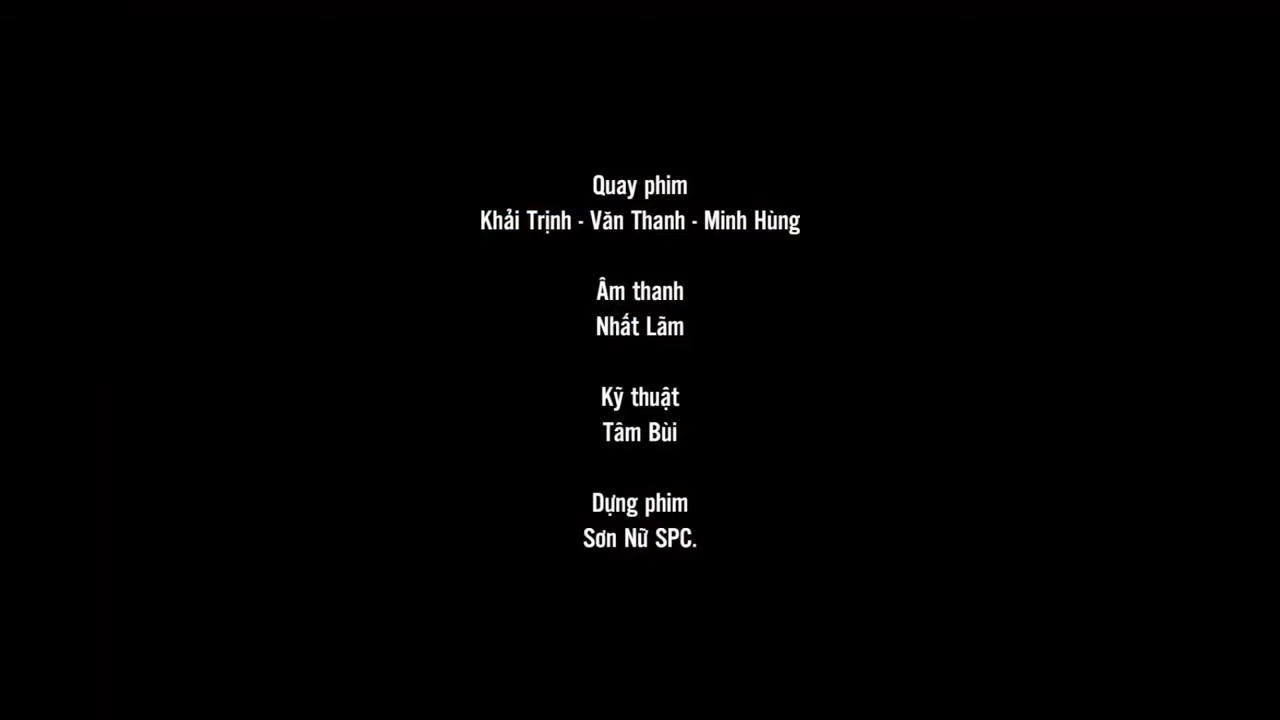 Quay phim
Khải Trịnh - Văn Thanh - Minh Hùng
Âm thanh
Nhất Lãm
Kỹ thuật
Tâm Bùi
Dựng phim
Sơn Nữ SPC.